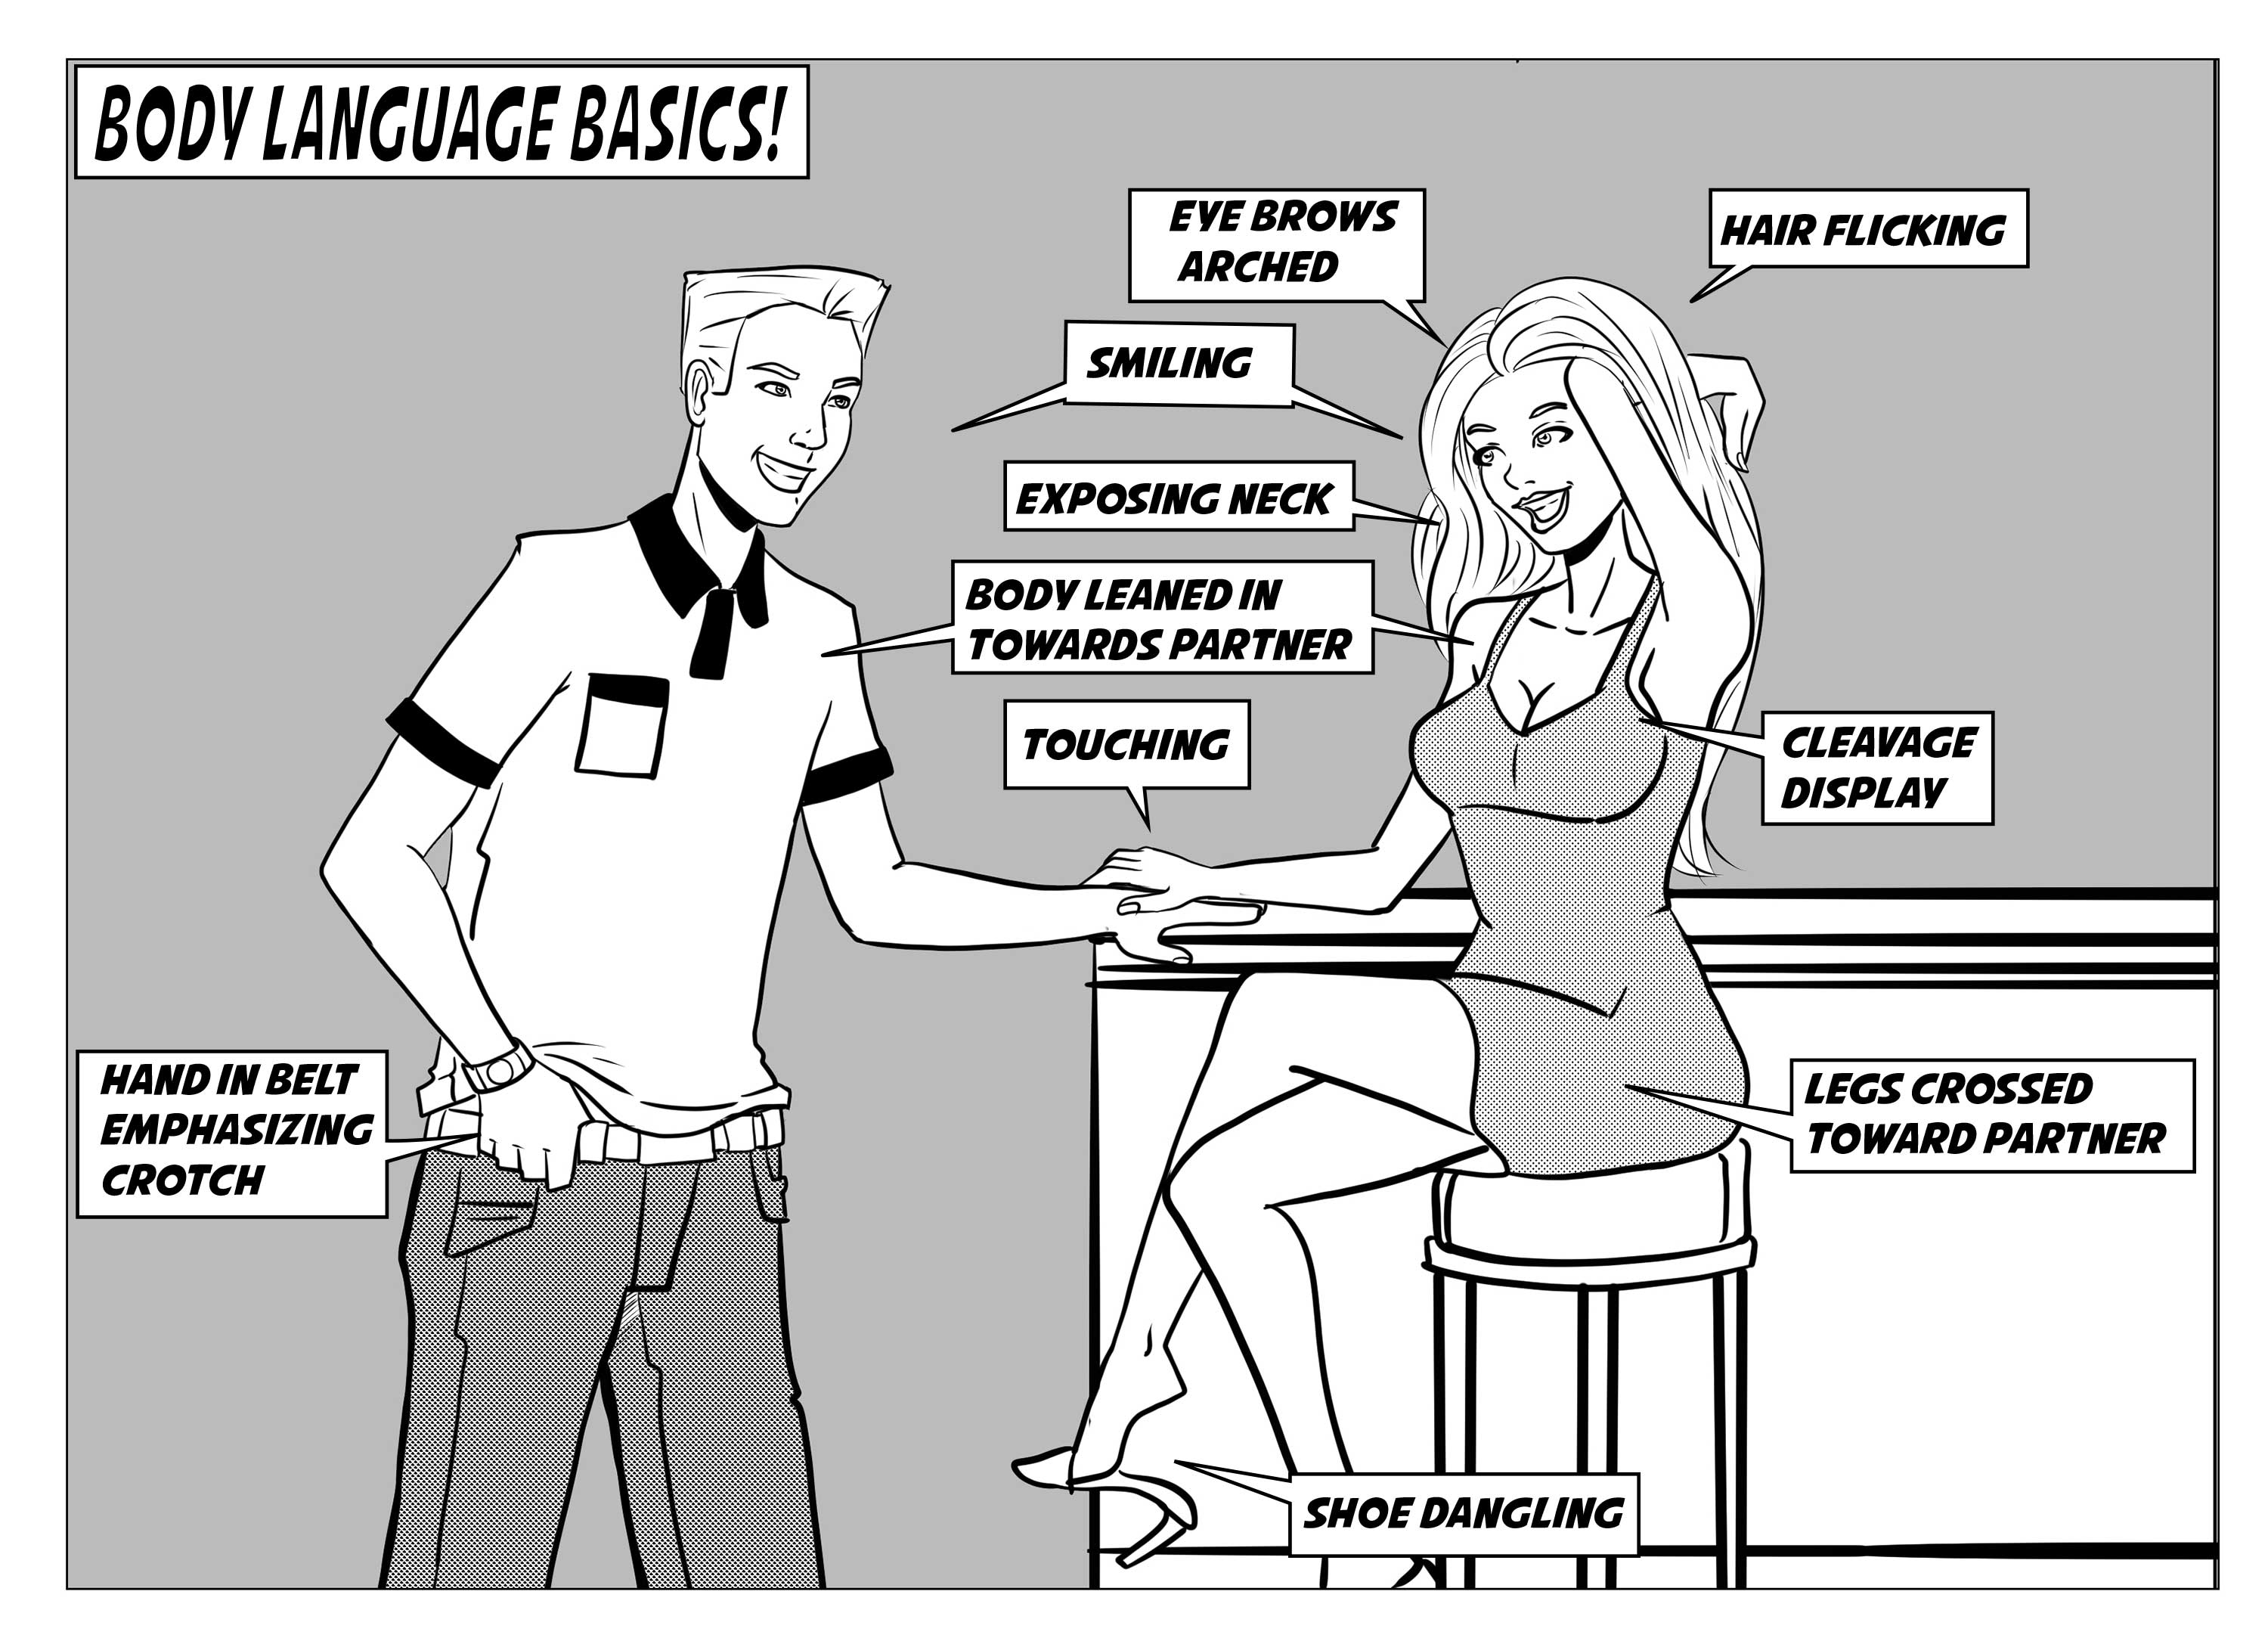 BODY LANGUAGE BASICS!
EYE BROWS
ARCHED
HAIR FLICKING
SMILING
EXPOSING NECK
BODY LEANED IN
TOWARDS PARTNER
TOUCHING
CLEAVAGE
DISPLAY
HAND IN BELT
EMPHASIZING
CROTCH
LEGS CROSSED
TOWARD PARTNER
SHOE DANGLING